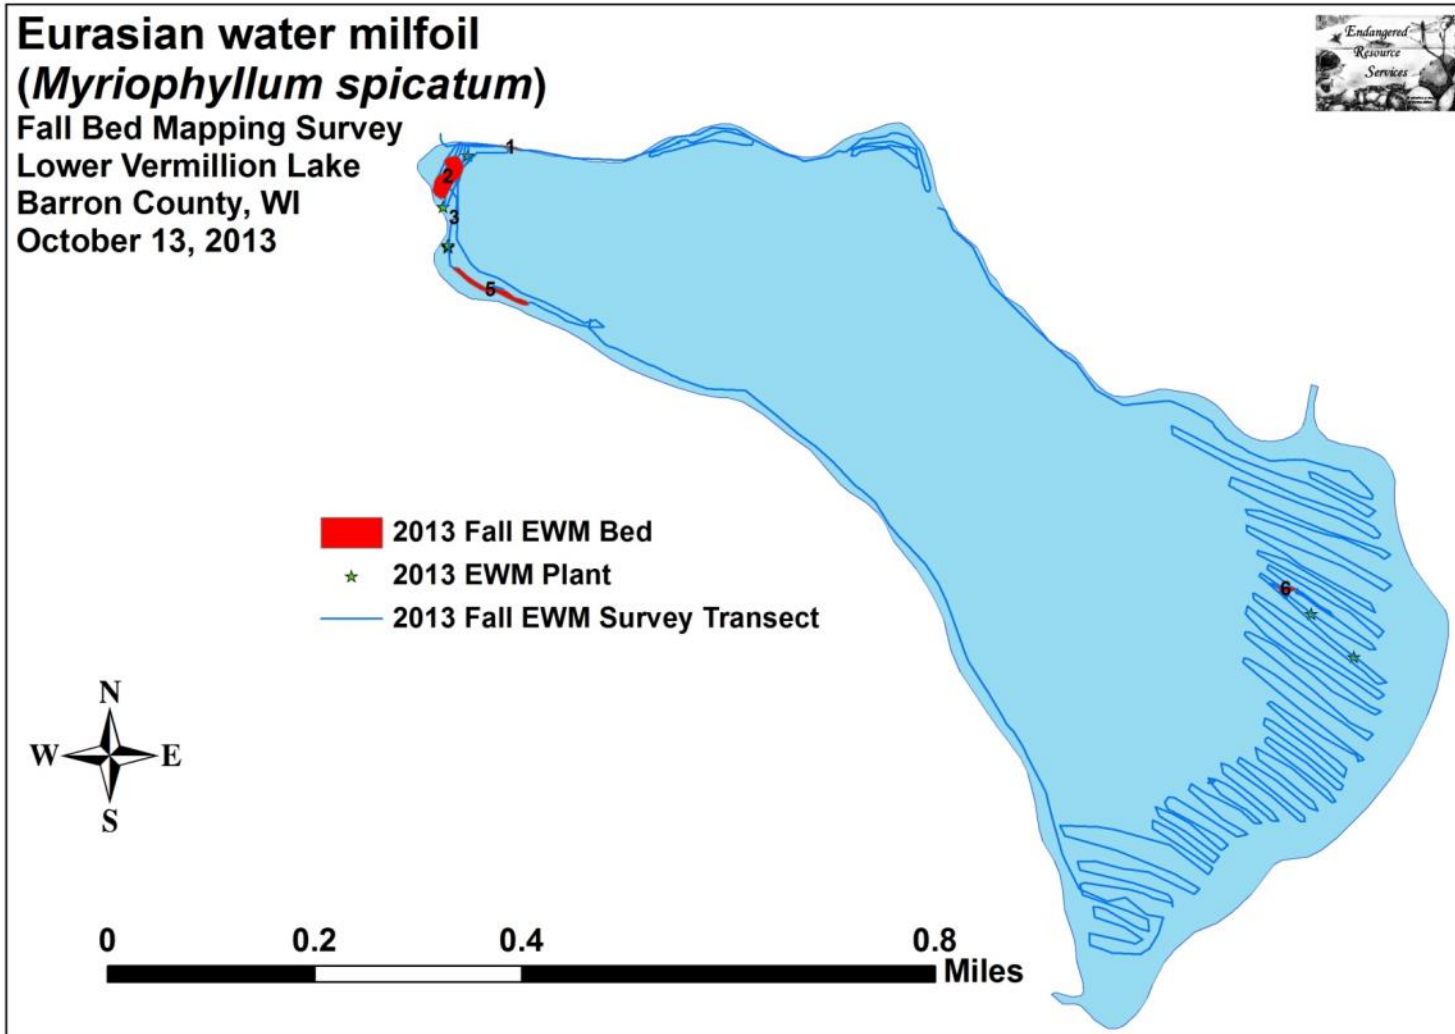 Eurasian water milfoil
(Myriophyllum spicatum)
Fall Bed Mapping Survey
Lower Vermillion Lake
Barron County, WI
October 13, 2013
Endangered
Resource
Services
1
2
3
5
6
2013 Fall EWM Bed
2013 EWM Plant
2013 Fall EWM Survey Transect
N
W E
S
0 0.2 0.4 0.8
Miles